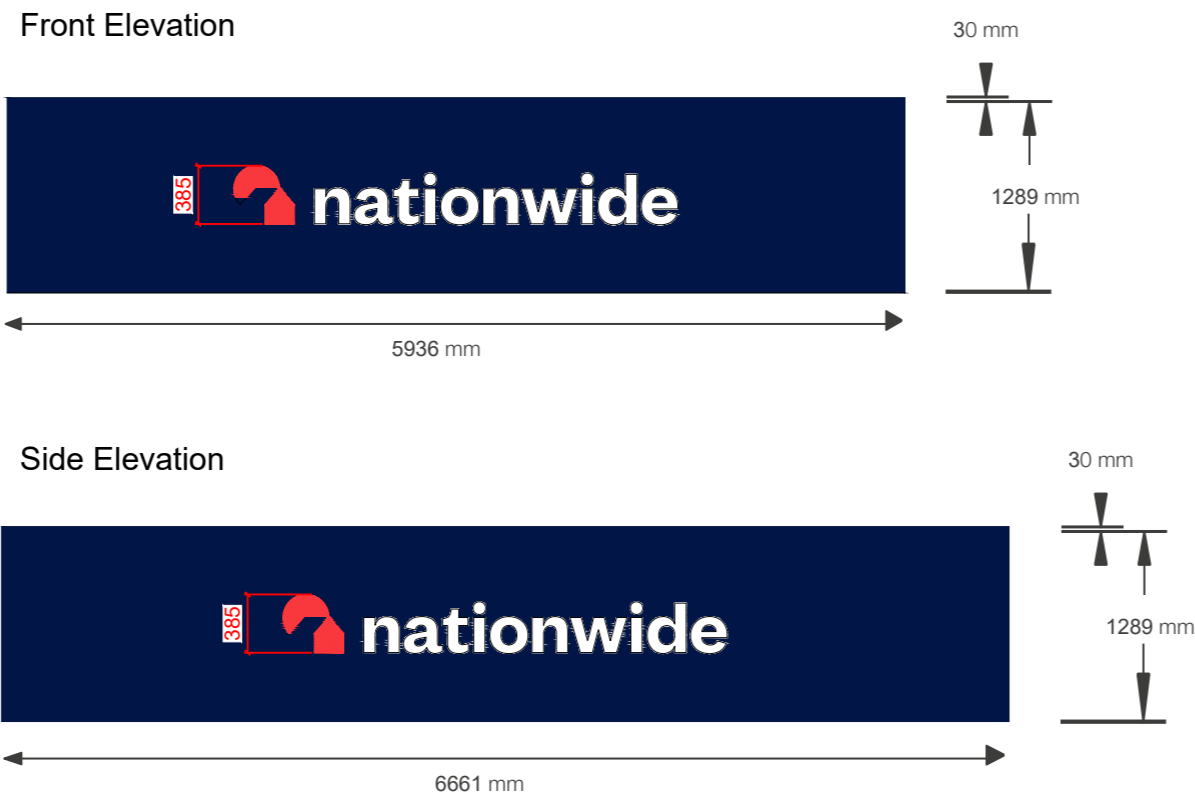 Front Elevation
30 mm
385
nationwide
1289 mm
5936 mm
Side Elevation
30 mm
385
nationwide
1289 mm
6661 mm